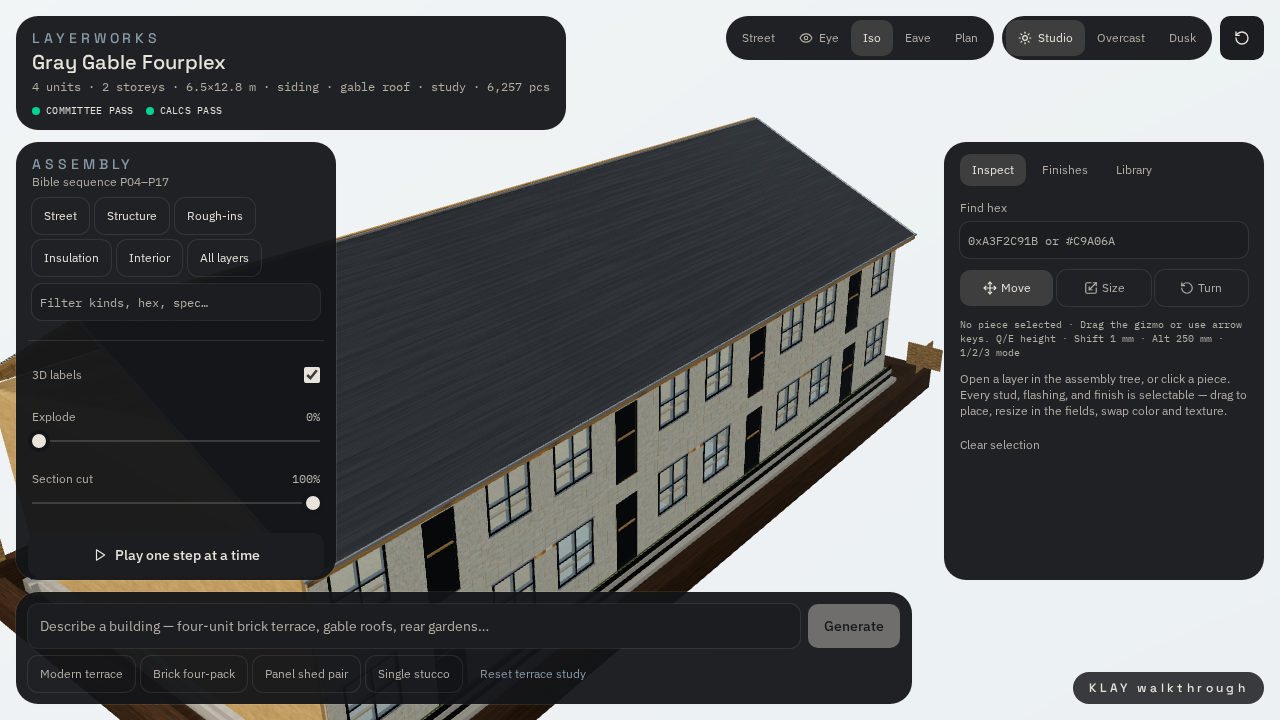 LAYERWORKS
Gray Gable Fourplex
4 units · 2 storeys · 6.5×12.8 m · siding · gable roof · study · 6,257 pcs
COMMITTEE PASS CALCS PASS
Street Eye Iso Eave Plan
Studio Overcast Dusk
ASSEMBLY
Bible sequence P04–P17
Street Structure Rough-ins
Insulation Interior All layers
Filter kinds, hex, spec…
3D labels
Explode 0%
Section cut 100%
Play one step at a time
Inspect Finishes Library
Find hex
0xA3F2C91B or #C9A06A
Move Size Turn
No piece selected · Drag the gizmo or use arrow
keys. Q/E height · Shift 1 mm · Alt 250 mm ·
1/2/3 mode
Open a layer in the assembly tree, or click a piece.
Every stud, flashing, and finish is selectable — drag to
place, resize in the fields, swap color and texture.
Clear selection
Describe a building — four-unit brick terrace, gable roofs, rear gardens…
Generate
Modern terrace Brick four-pack Panel shed pair Single stucco Reset terrace study
KLAY walkthrough